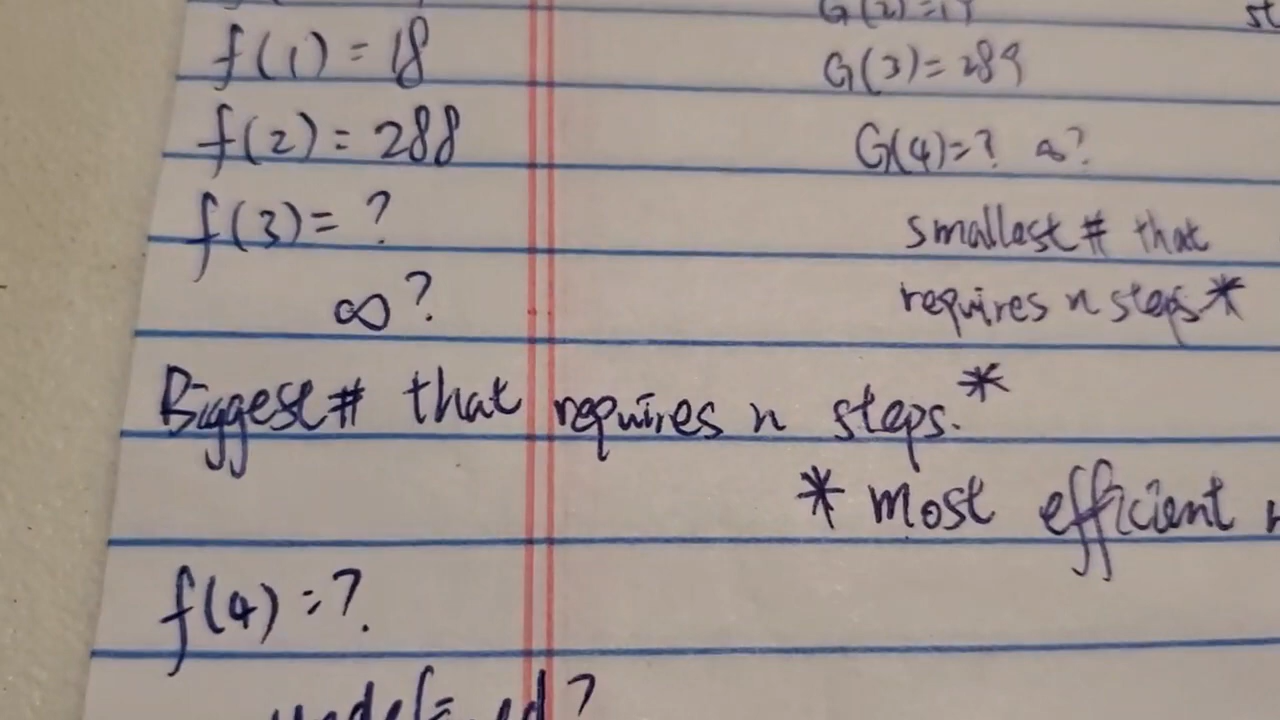 f(1)=18
f(2)=288
f(3)=?
∞?
Biggest# that requires n steps.*
* most efficient
f(4)=?
G(3)=289
G(4)=? ∞?
smallest # that
requires n steps*